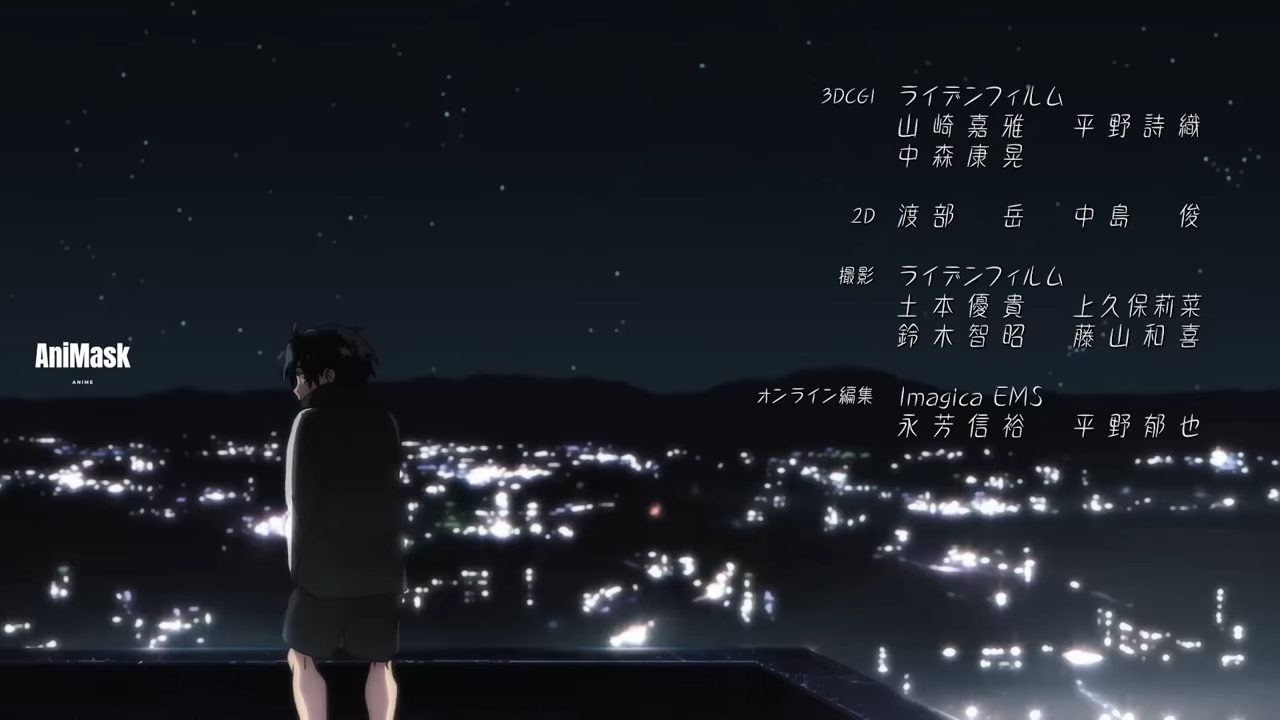 3DCGI ライデンフィルム
山崎嘉雅 平野詩織
中森康晃
2D 渡部 岳 中島 俊
撮影 ライデンフィルム
土本優貴 上久保莉菜
鈴木智昭 藤山和喜
AniMask
ANIME
オンライン編集 Imagica EMS
永芳信裕 平野郁也